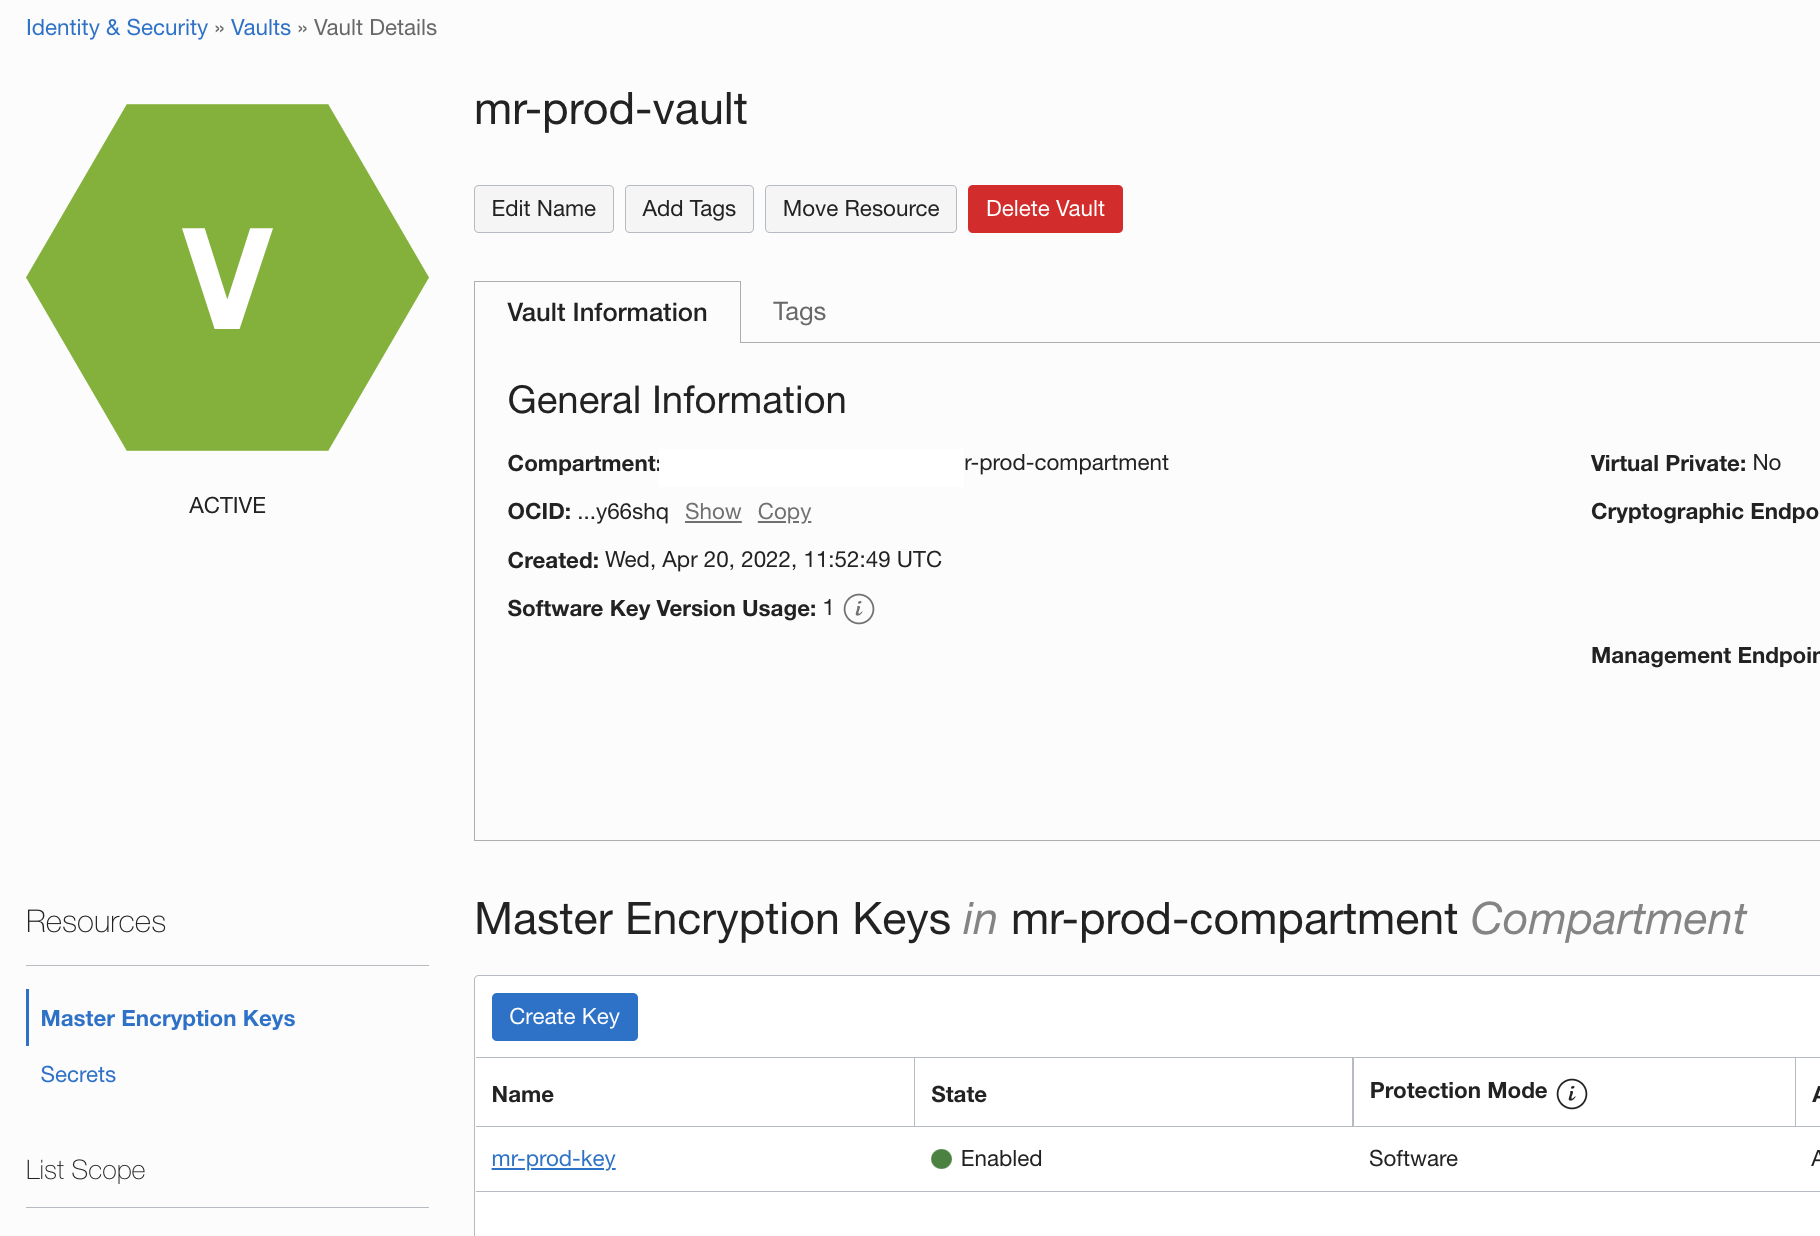 Identity & Security » Vaults » Vault Details
V
ACTIVE
mr-prod-vault
Edit Name Add Tags Move Resource Delete Vault
Vault Information Tags
General Information
Compartment: r-prod-compartment
OCID: ...y66shq Show Copy
Created: Wed, Apr 20, 2022, 11:52:49 UTC
Software Key Version Usage: 1 i
Virtual Private: No
Cryptographic Endpo
Management Endpoin
Resources
Master Encryption Keys
Secrets
List Scope
Master Encryption Keys in mr-prod-compartment Compartment
Create Key
Name State Protection Mode i
mr-prod-key Enabled Software